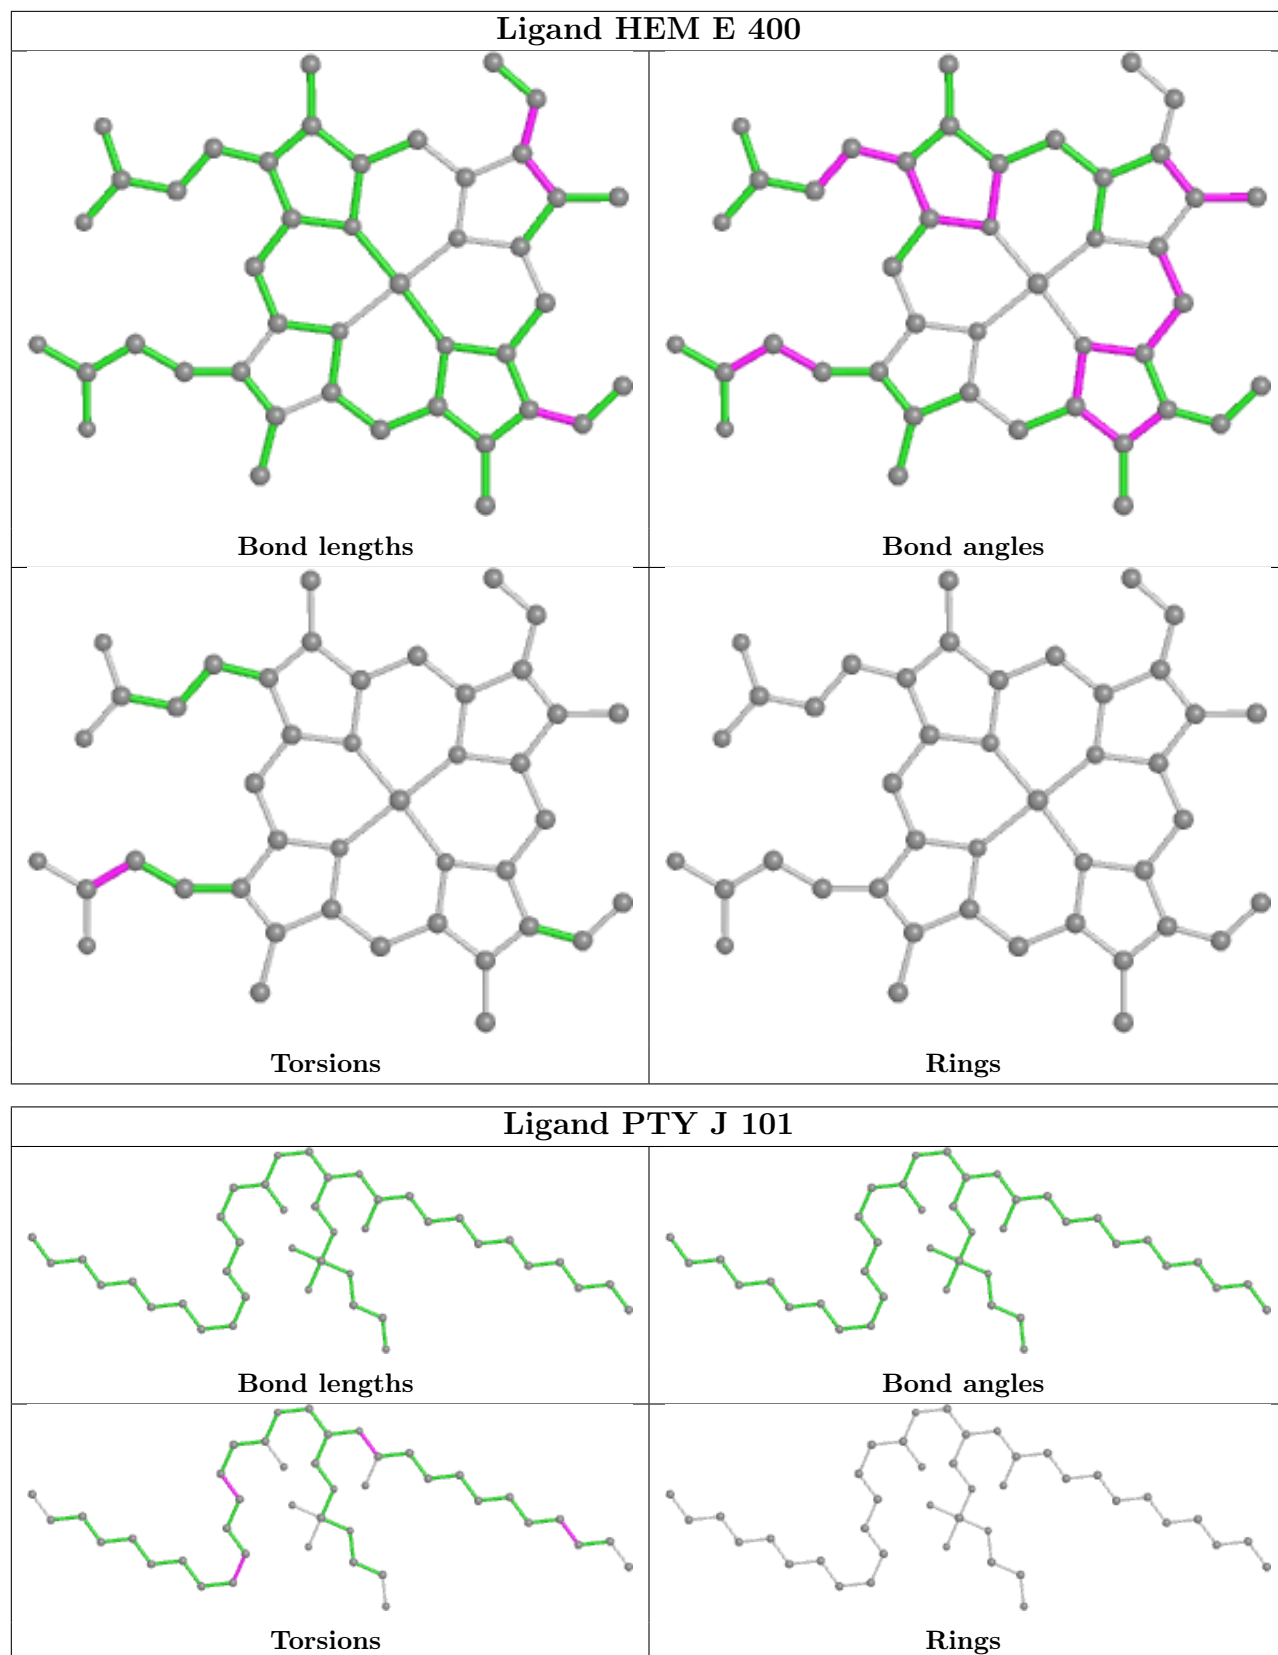 Ligand HEM E 400
Bond lengths
Bond angles
Torsions
Rings
Ligand PTY J 101
Bond lengths
Bond angles
Torsions
Rings